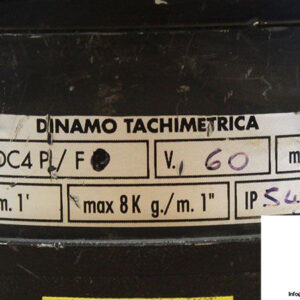 DINAMO TACHIMETRICA
DC4 P / F V. 60 m
m. 1' max 8K g./m. 1" IP 54